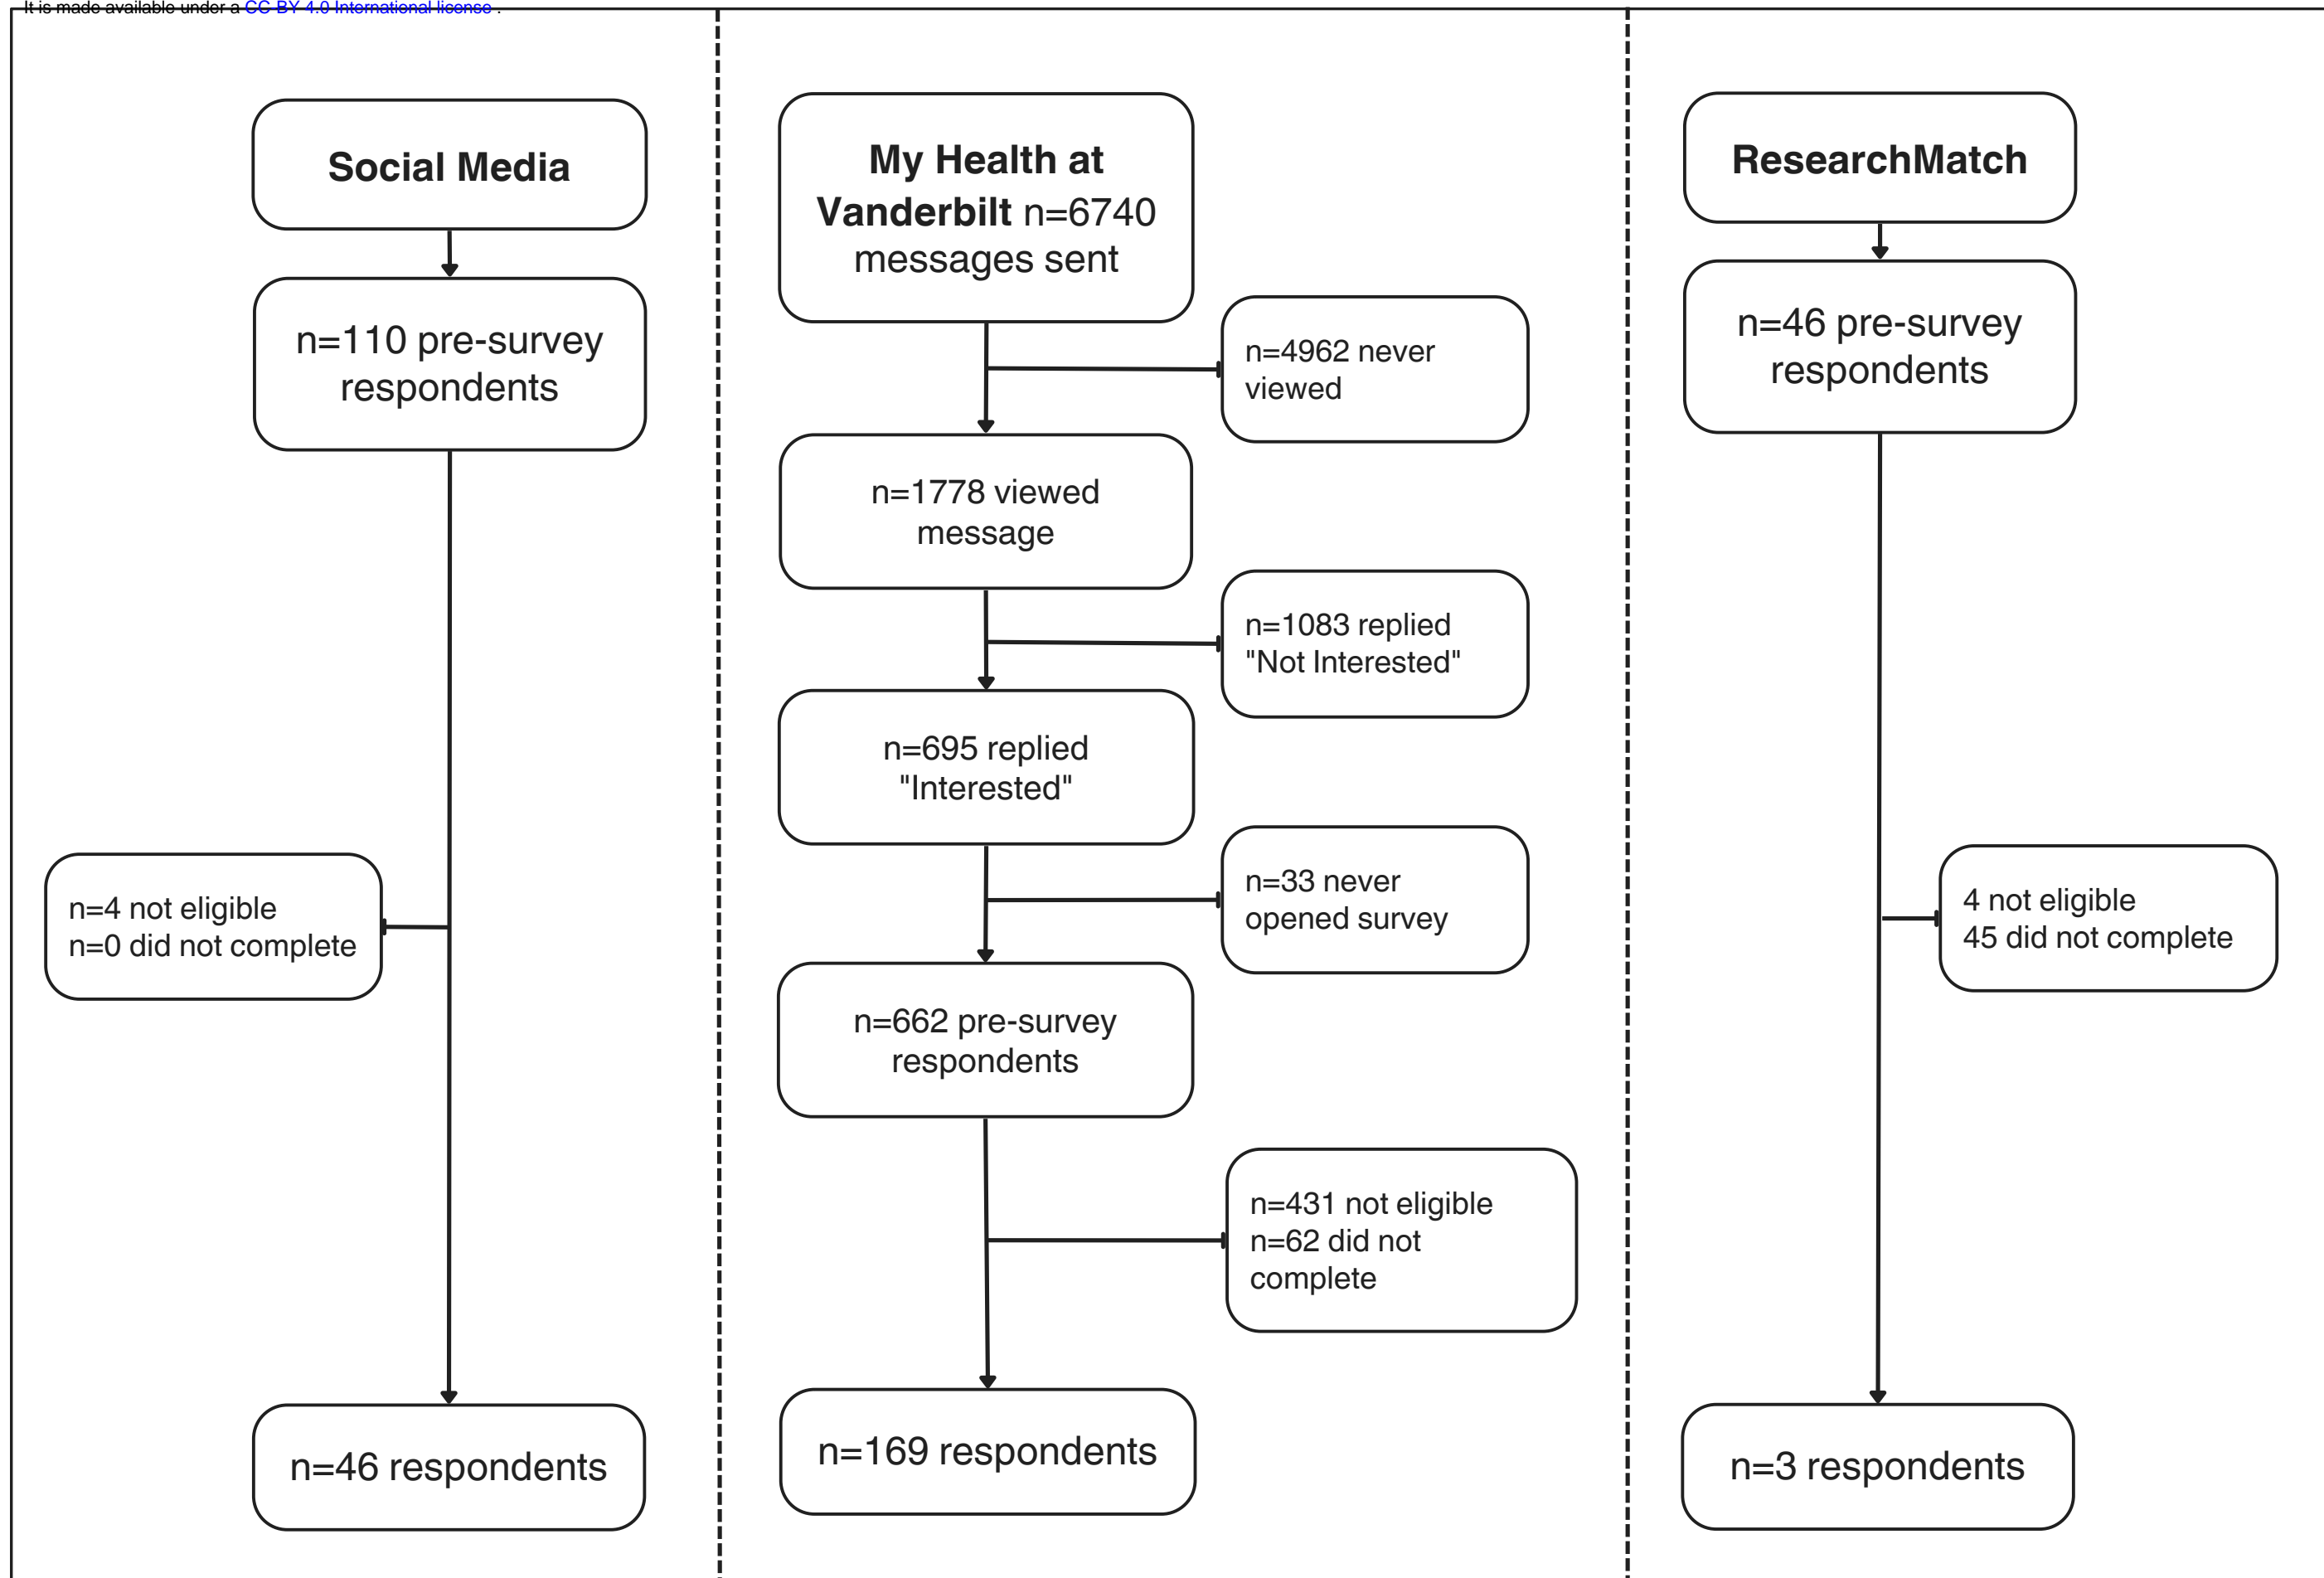 It is made available under a CC-BY 4.0 International license .
Social Media
n=110 pre-survey
respondents
n=4 not eligible
n=0 did not complete
n=46 respondents
My Health at
Vanderbilt n=6740
messages sent
n=4962 never
viewed
n=1778 viewed
message
n=1083 replied
"Not Interested"
n=695 replied
"Interested"
n=33 never
opened survey
n=662 pre-survey
respondents
n=431 not eligible
n=62 did not
complete
n=169 respondents
ResearchMatch
n=46 pre-survey
respondents
4 not eligible
45 did not complete
n=3 respondents